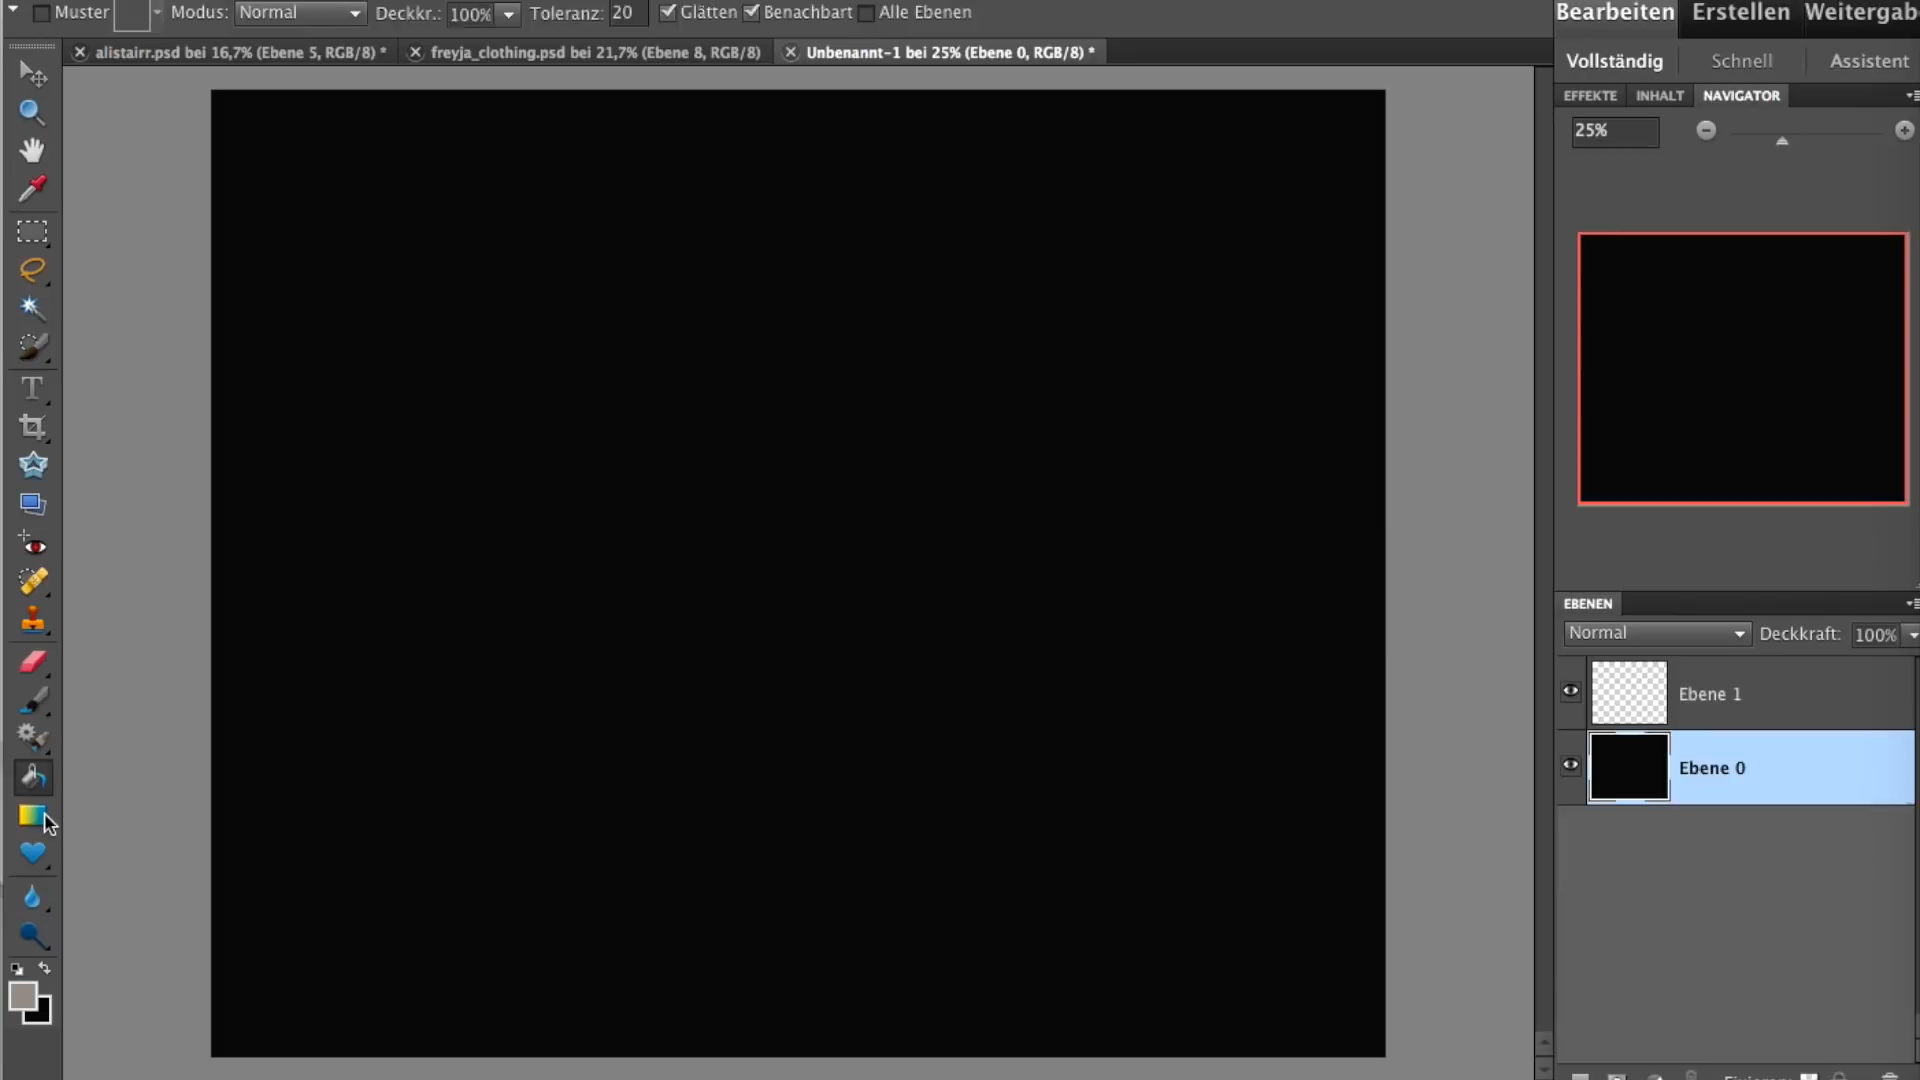 Muster Modus: Normal Deckkr.: 100% Toleranz: 20 Glätten Benachbart Alle Ebenen
Bearbeiten Erstellen
alistairr.psd bei 16,7% (Ebene 5, RGB/8) * freyja_clothing.psd bei 21,7% (Ebene 8, RGB/8) Unbenannt-1 bei 25% (Ebene 0, RGB/8) *
Vollständig Schnell Assistent
EFFEKTE INHALT NAVIGATOR
25%
T
EBENEN
Normal Deckkraft: 100%
Ebene 1
Ebene 0